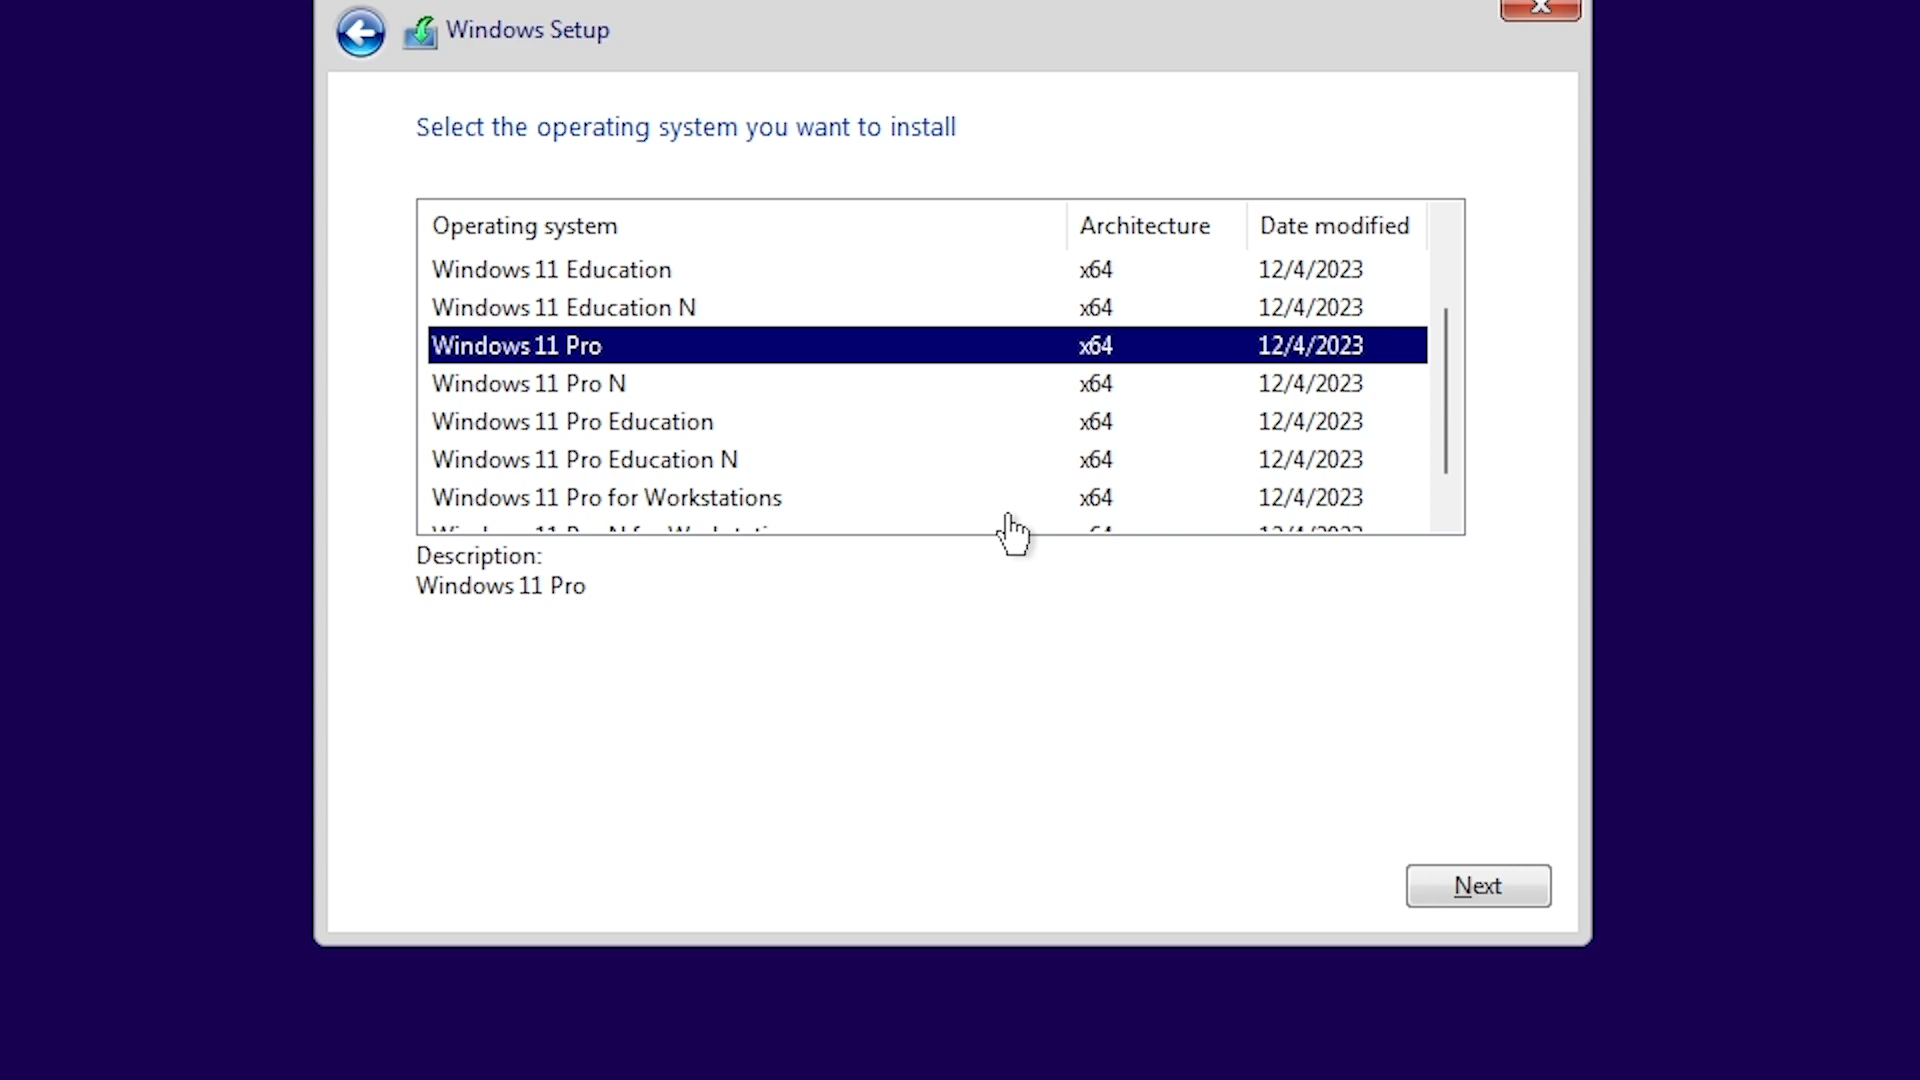 Windows Setup
Select the operating system you want to install
Operating system Architecture Date modified
Windows 11 Education x64 12/4/2023
Windows 11 Education N x64 12/4/2023
Windows 11 Pro x64 12/4/2023
Windows 11 Pro N x64 12/4/2023
Windows 11 Pro Education x64 12/4/2023
Windows 11 Pro Education N x64 12/4/2023
Windows 11 Pro for Workstations x64 12/4/2023
Description:
Windows 11 Pro
Next